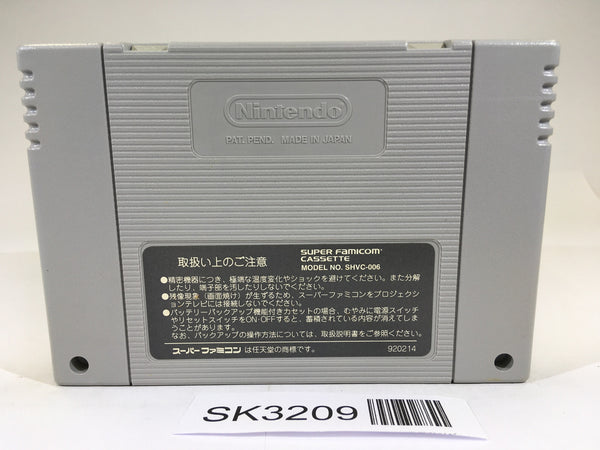 Nintendo
PAT. PEND. MADE IN JAPAN
取扱い上のご注意
SUPER FAMICOM
CASSETTE
MODEL NO. SHVC-006
●精密機器につき、極端な温度変化やショックを避けてください。また分解
したり、端子部を汚したりしないでください。
●残像現象(画面焼け)が生ずるため、スーパーファミコンをプロジェクシ
ョンテレビには接続しないでください。
●バッテリーバックアップ機能付きカセットの場合、むやみに電源スイッチ
やリセットスイッチをON・OFFすると、蓄積されている内容が消えてしま
うことがあります。
なお、バックアップの操作方法については、取扱説明書をご参照ください。
スーパーファミコン は任天堂の商標です。
920214
SK3209